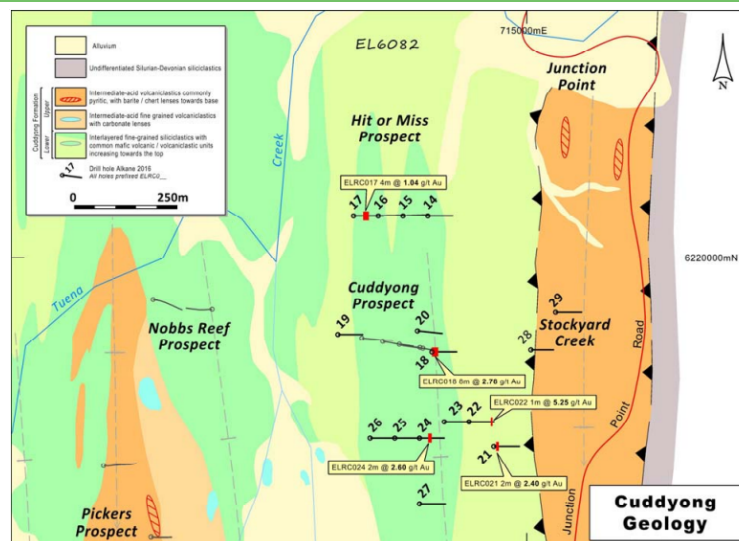 Alluvium
Undifferentiated Silurian-Devonian siliciclastics
Cuddyong Formation
Upper
Lower
Intermediate-acid volcaniclastics commonly
pyritic, with barite / chert lenses towards base
Intermediate-acid fine grained volcaniclastics
with carbonate lenses
Interlayered fine-grained siliciclastics with
common mafic volcanic / volcaniclastic units
increasing towards the top
17
Drill hole Alkane 2016
All holes prefixed ELRC0__
0 250m
EL6082
715000mE
N
Junction
Point
Creek
Hit or Miss
Prospect
ELRC017 4m @ 1.04 g/t Au
17 16 15 14
6220000mN
Tuena
Nobbs Reef
Prospect
Cuddyong
Prospect
19
20
18
29
28
Stockyard
Creek
Road
ELRC018 6m @ 2.76 g/t Au
ELRC022 1m @ 5.25 g/t Au
23 22
26 25 24
21
ELRC024 2m @ 2.60 g/t Au
ELRC021 2m @ 2.40 g/t Au
Point
27
Pickers
Prospect
Junction
Cuddyong
Geology